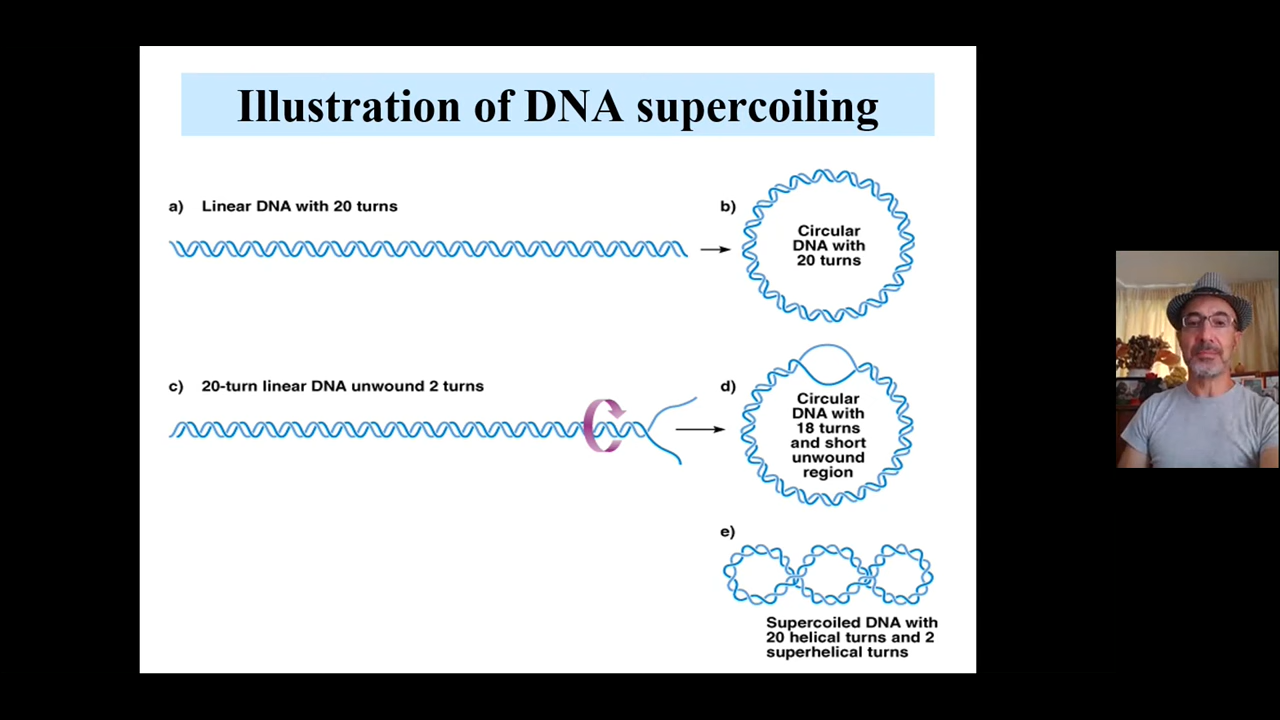 Illustration of DNA supercoiling
a) Linear DNA with 20 turns
b)
Circular
DNA with
20 turns
c) 20-turn linear DNA unwound 2 turns
d)
Circular
DNA with
18 turns
and short
unwound
region
e)
Supercoiled DNA with
20 helical turns and 2
superhelical turns